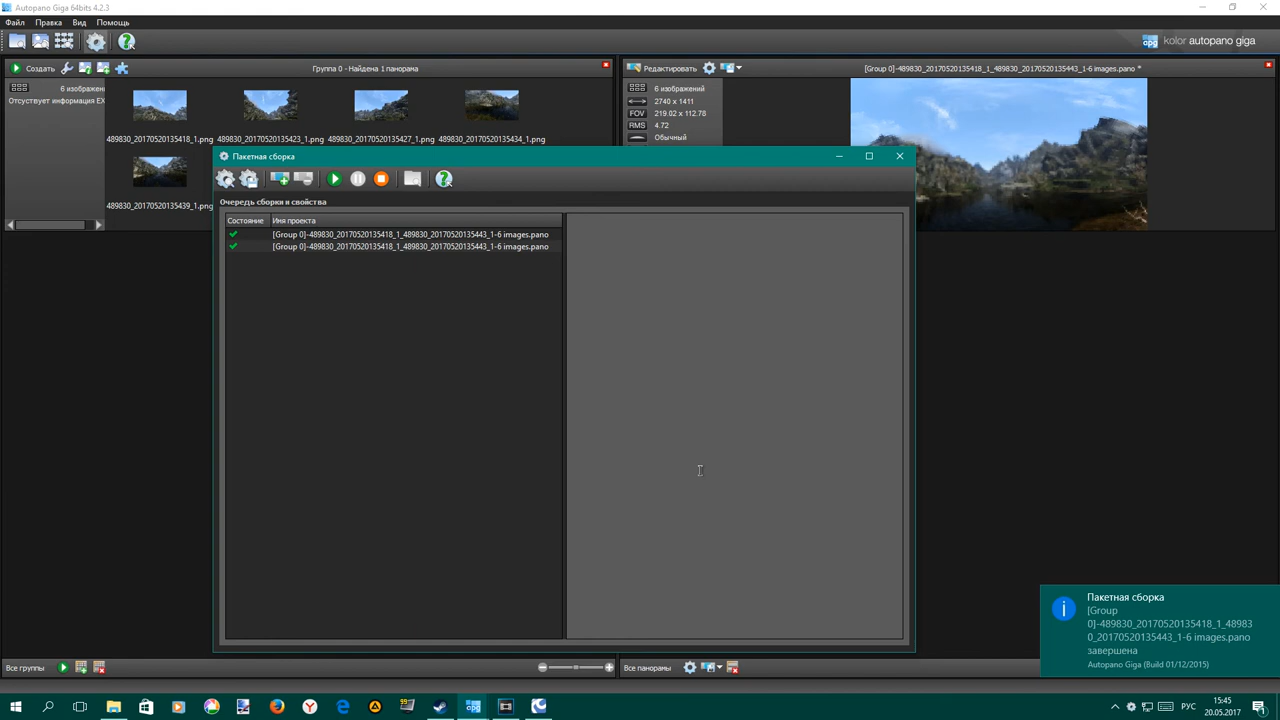 Autopano Giga 64bits 4.2.3
Файл Правка Вид Помощь
kolor autopano giga
Создать
Группа 0 - Найдена 1 панорама
Редактировать
[Group 0]-489830_20170520135418_1_489830_20170520135443_1-6 images.pano *
6 изображений
Отсуствует информация EX
489830_20170520135418_1.png
489830_20170520135423_1.png
489830_20170520135427_1.png
489830_20170520135434_1.png
489830_20170520135439_1.png
6 изображений
2740 x 1411
FOV
219.02 x 112.78
RMS
4.72
Обычный
Пакетная сборка
Очередь сборки и свойства
Состояние
Имя проекта
[Group 0]-489830_20170520135418_1_489830_20170520135443_1-6 images.pano
[Group 0]-489830_20170520135418_1_489830_20170520135443_1-6 images.pano
Пакетная сборка
[Group
0]-489830_20170520135418_1_48983
0_20170520135443_1-6 images.pano
завершена
Autopano Giga (Build 01/12/2015)
Все группы
Все панорамы
РУС
15:45
20.05.2017